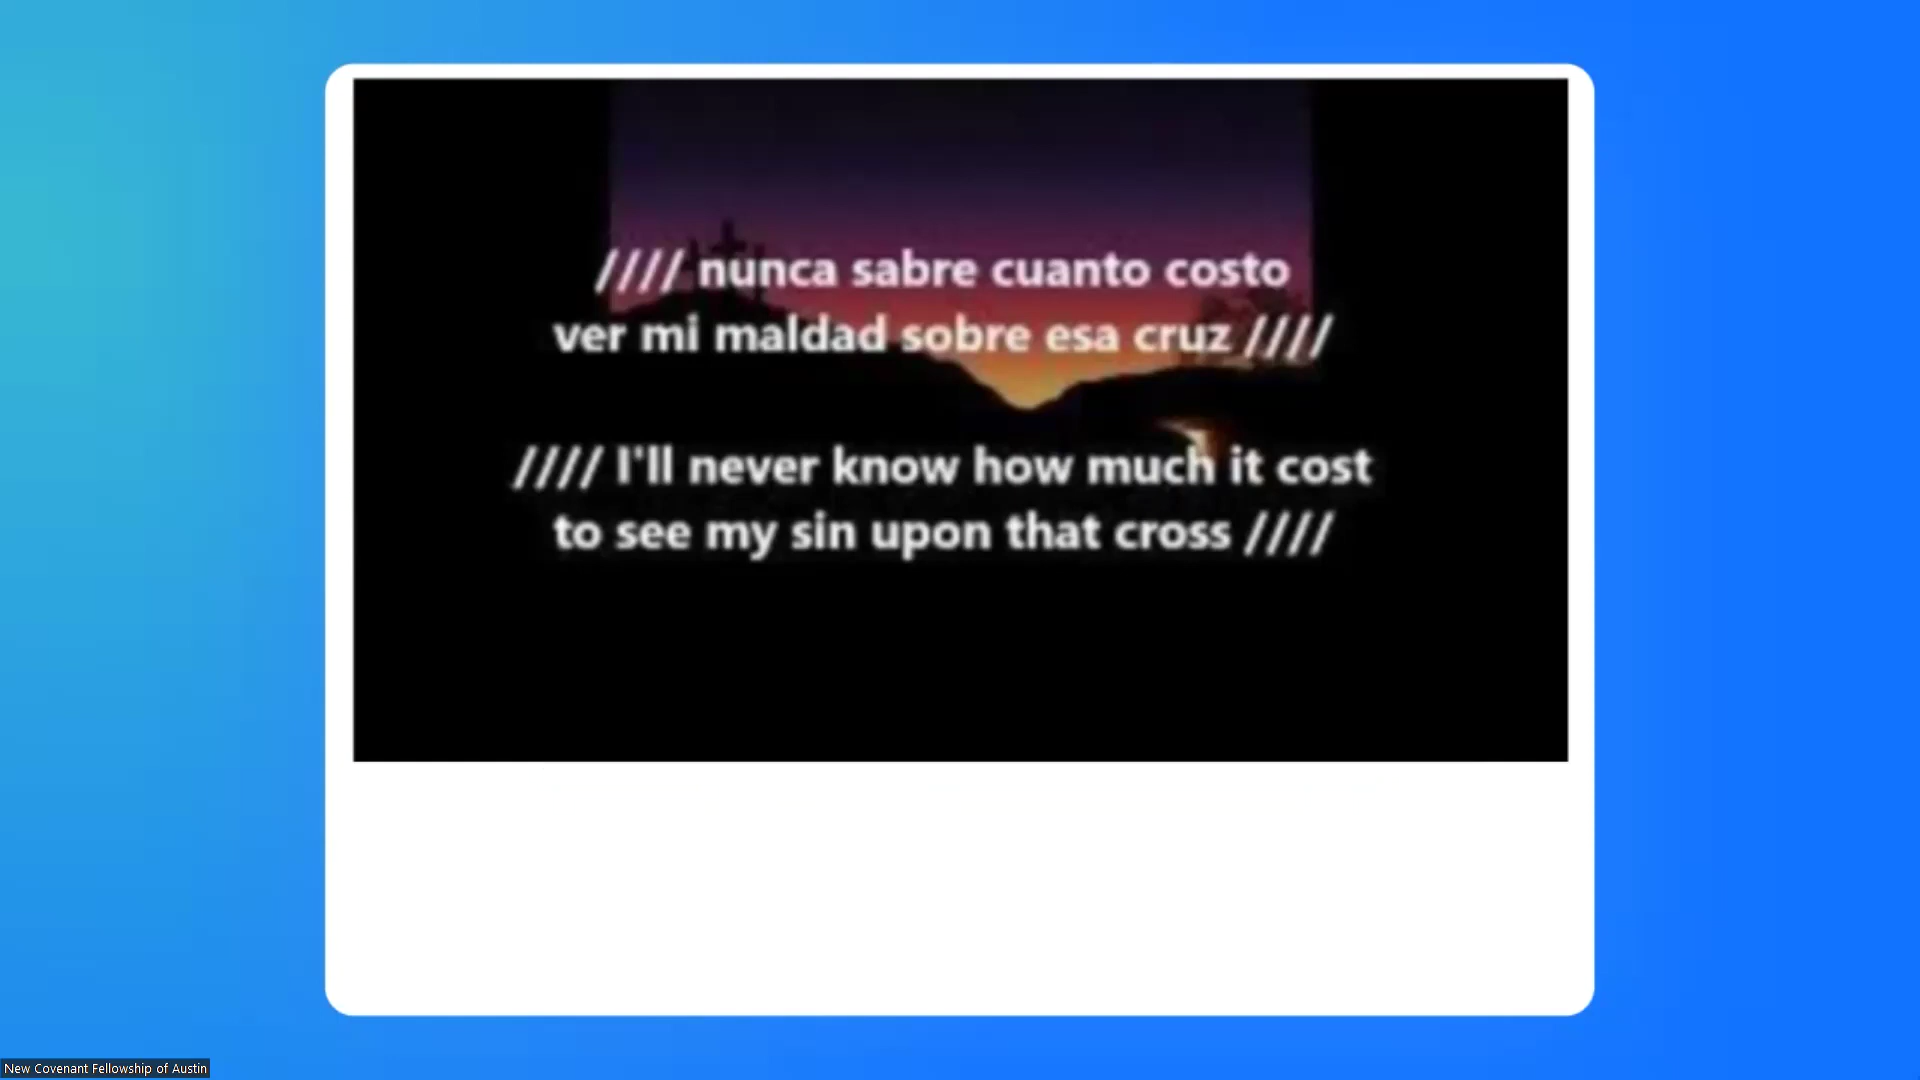 //// nunca sabre cuanto costo
ver mi maldad sobre esa cruz ////
//// I'll never know how much it cost
to see my sin upon that cross ////
New Covenant Fellowship of Austin